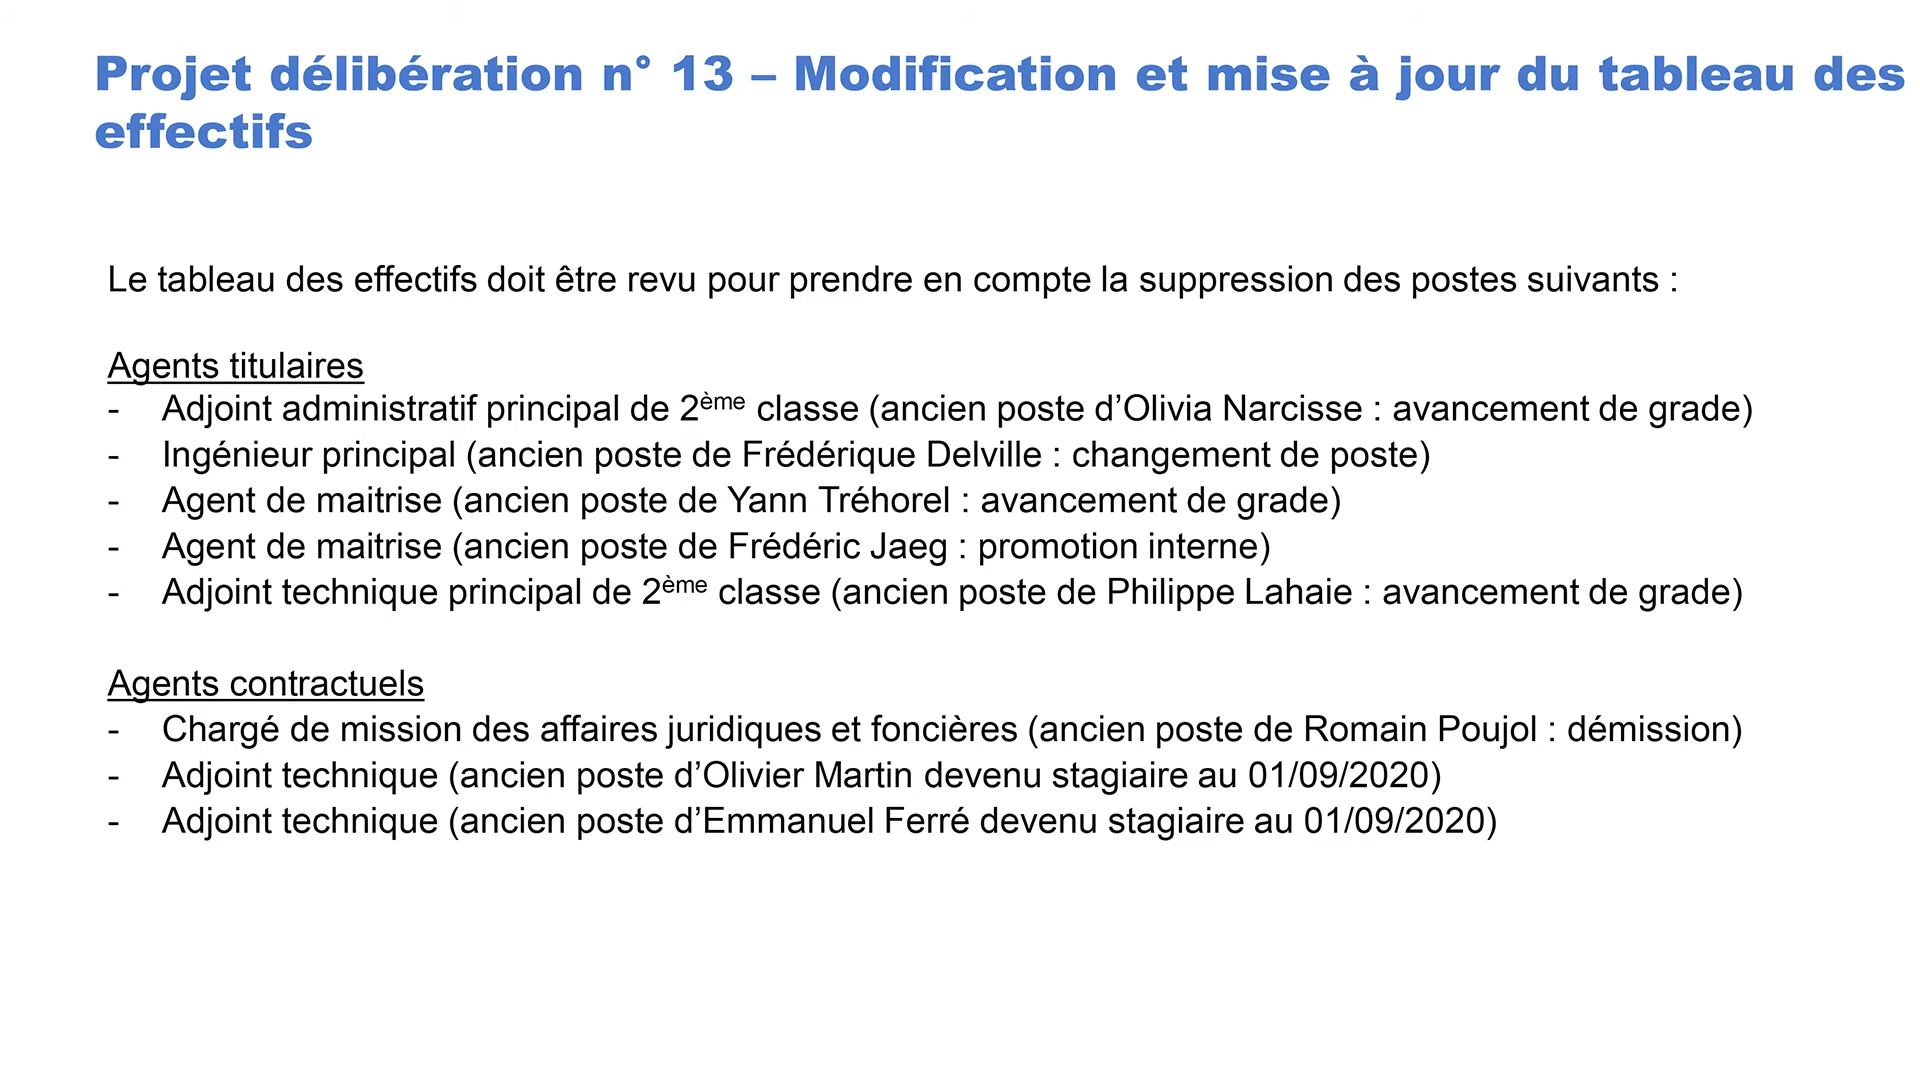 Projet délibération n° 13 – Modification et mise à jour du tableau des
effectifs
Le tableau des effectifs doit être revu pour prendre en compte la suppression des postes suivants :
Agents titulaires
- Adjoint administratif principal de 2ème classe (ancien poste d’Olivia Narcisse : avancement de grade)
- Ingénieur principal (ancien poste de Frédérique Delville : changement de poste)
- Agent de maitrise (ancien poste de Yann Tréhorel : avancement de grade)
- Agent de maitrise (ancien poste de Frédéric Jaeg : promotion interne)
- Adjoint technique principal de 2ème classe (ancien poste de Philippe Lahaie : avancement de grade)
Agents contractuels
- Chargé de mission des affaires juridiques et foncières (ancien poste de Romain Poujol : démission)
- Adjoint technique (ancien poste d’Olivier Martin devenu stagiaire au 01/09/2020)
- Adjoint technique (ancien poste d’Emmanuel Ferré devenu stagiaire au 01/09/2020)